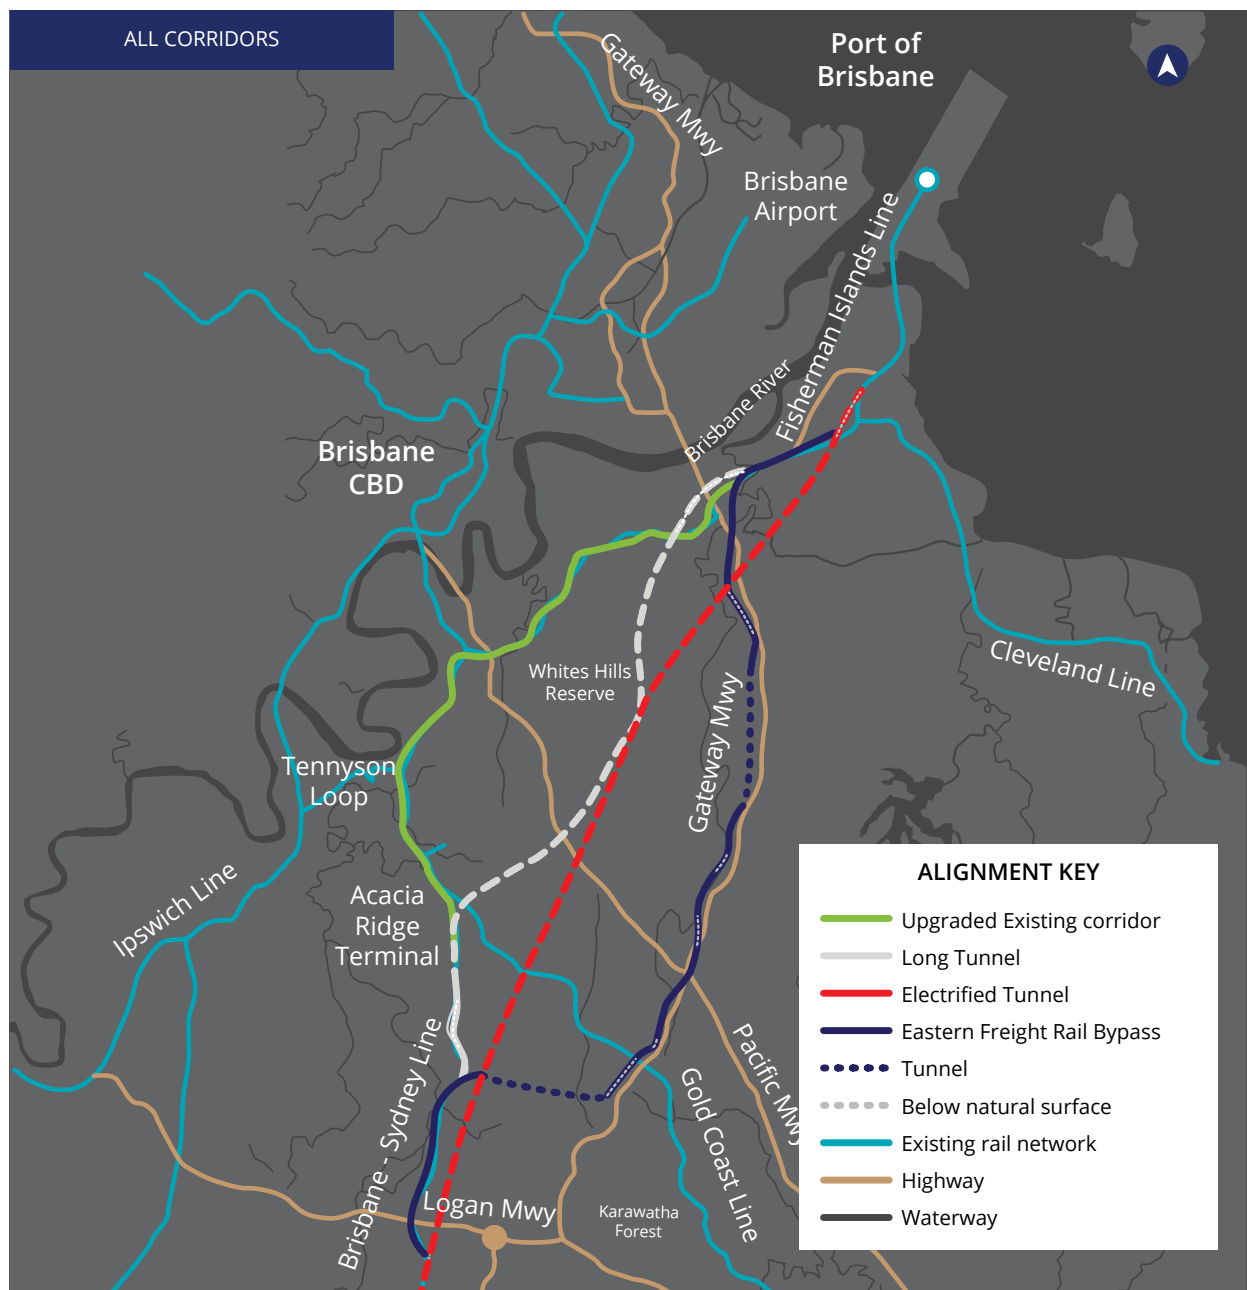 ALL CORRIDORS
Port of
Brisbane
Gateway Mwy
Brisbane
Airport
Fisherman Islands Line
Brisbane River
Brisbane
CBD
Whites Hills
Reserve
Cleveland Line
Gateway Mwy
Tennyson
Loop
Ipswich Line
Acacia
Ridge
Terminal
Brisbane - Sydney Line
Pacific Mwy
Gold Coast Line
Logan Mwy
Karawatha
Forest
ALIGNMENT KEY
Upgraded Existing corridor
Long Tunnel
Electrified Tunnel
Eastern Freight Rail Bypass
Tunnel
Below natural surface
Existing rail network
Highway
Waterway